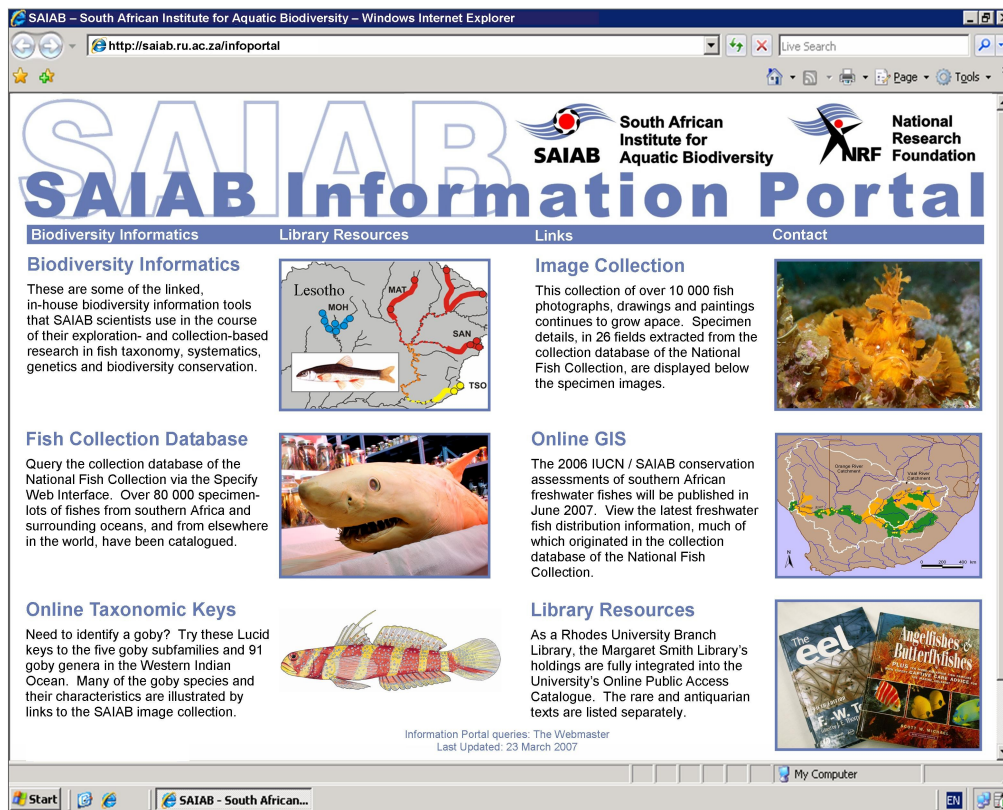 SAIAB – South African Institute for Aquatic Biodiversity – Windows Internet Explorer
http://saiab.ru.ac.za/infoportal
Live Search
Page
Tools
SAIAB
SAIAB
South African
Institute for
Aquatic Biodiversity
NRF
National
Research
Foundation
SAIAB Information Portal
Biodiversity Informatics
Library Resources
Links
Contact
Biodiversity Informatics
These are some of the linked,
in-house biodiversity information tools
that SAIAB scientists use in the course
of their exploration- and collection-based
research in fish taxonomy, systematics,
genetics and biodiversity conservation.
Lesotho
MAT
MOH
SAN
TSO
Image Collection
This collection of over 10 000 fish
photographs, drawings and paintings
continues to grow apace. Specimen
details, in 26 fields extracted from the
collection database of the National
Fish Collection, are displayed below
the specimen images.
Fish Collection Database
Query the collection database of the
National Fish Collection via the Specify
Web Interface. Over 80 000 specimen-
lots of fishes from southern Africa and
surrounding oceans, and from elsewhere
in the world, have been catalogued.
Online GIS
The 2006 IUCN / SAIAB conservation
assessments of southern African
freshwater fishes will be published in
June 2007. View the latest freshwater
fish distribution information, much of
which originated in the collection
database of the National Fish
Collection.
Orange River
Catchment
Vaal River
Catchment
N
0 200 400 km
Online Taxonomic Keys
Need to identify a goby? Try these Lucid
keys to the five goby subfamilies and 91
goby genera in the Western Indian
Ocean. Many of the goby species and
their characteristics are illustrated by
links to the SAIAB image collection.
Library Resources
As a Rhodes University Branch
Library, the Margaret Smith Library's
holdings are fully integrated into the
University's Online Public Access
Catalogue. The rare and antiquarian
texts are listed separately.
The
eel
F.-W. T
Angelfishes &
Butterflyfishes
PLUS
CAPTIVE CARE ADVICE
SCOTT W. MICHAEL
Information Portal queries: The Webmaster
Last Updated: 23 March 2007
My Computer
Start
SAIAB - South African...
EN